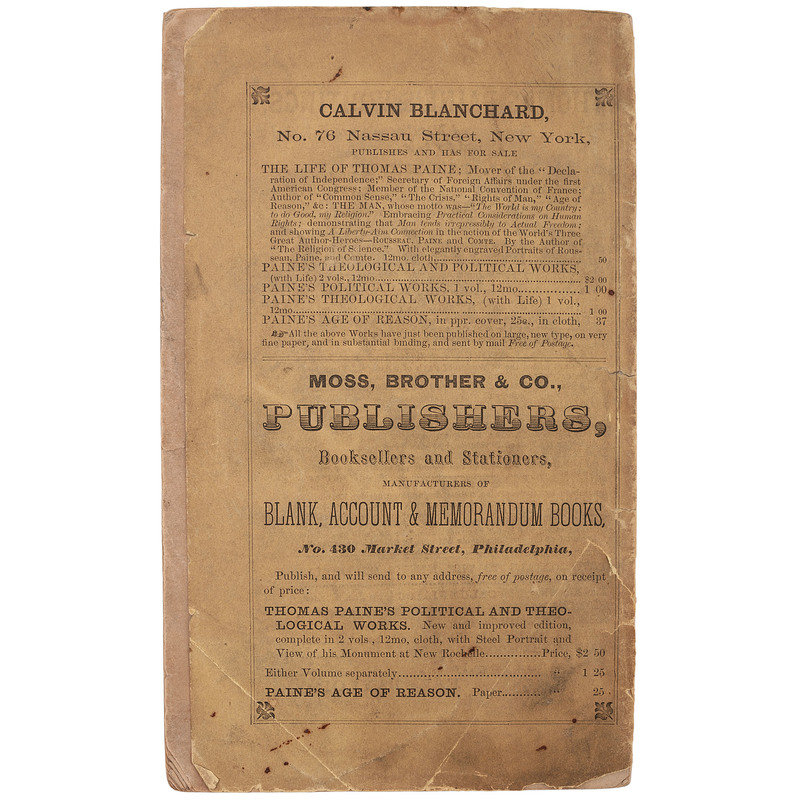 CALVIN BLANCHARD,
No. 76 Nassau Street, New York,
PUBLISHES AND HAS FOR SALE
THE LIFE OF THOMAS PAINE; Mover of the "Decla-
ration of Independence;" Secretary of Foreign Affairs under the first
American Congress; Member of the National Convention of France;
Author of "Common Sense," "The Crisis," "Rights of Man," "Age of
Reason," &c: THE MAN, whose motto was—"The World is my Country;
to do Good, my Religion." Embracing Practical Considerations on Human
Rights; demonstrating that Man tends irrepressibly to Actual Freedom;
and showing A Liberty-Aim Connection in the action of the World's Three
Great Author-Heroes—ROUSSEAU, PAINE and COMTE. By the Author of
"The Religion of Science." With elegantly engraved Portraits of Rous-
seau, Paine, and Comte. 12mo. cloth,............ 50
PAINE'S THEOLOGICAL AND POLITICAL WORKS,
(with Life) 2 vols., 12mo............ $2 00
PAINE'S POLITICAL WORKS, 1 vol., 12mo............ 1 00
PAINE'S THEOLOGICAL WORKS, (with Life) 1 vol.,
12mo............ 1 00
PAINE'S AGE OF REASON, in ppr. cover, 25c., in cloth, 37
☞ All the above Works have just been published on large, new type, on very
fine paper, and in substantial binding, and sent by mail Free of Postage.
MOSS, BROTHER & CO.,
PUBLISHERS,
Booksellers and Stationers,
MANUFACTURERS OF
BLANK, ACCOUNT & MEMORANDUM BOOKS,
No. 430 Market Street, Philadelphia,
Publish, and will send to any address, free of postage, on receipt
of price:
THOMAS PAINE'S POLITICAL AND THEO-
LOGICAL WORKS. New and improved edition,
complete in 2 vols., 12mo, cloth, with Steel Portrait and
View of his Monument at New Rochelle............Price, $2 50
Either Volume separately............ " 1 25
PAINE'S AGE OF REASON. Paper............ " 25